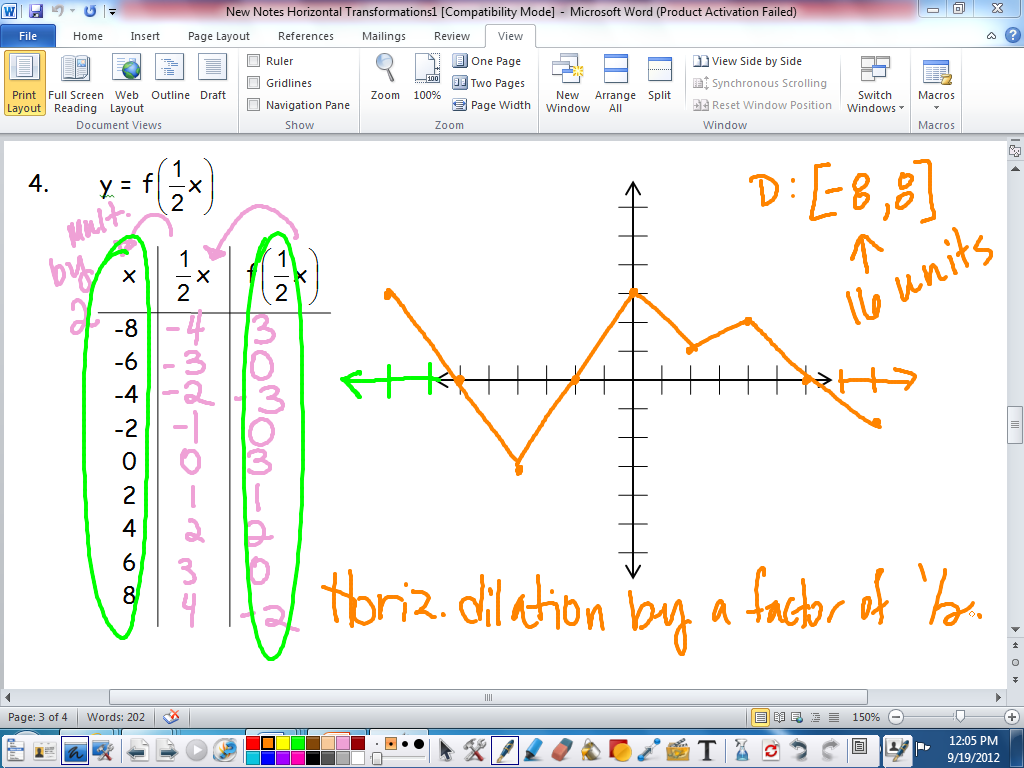 New Notes Horizontal Transformations1 [Compatibility Mode] - Microsoft Word (Product Activation Failed)
File Home Insert Page Layout References Mailings Review View
Print Layout
Full Screen Reading
Web Layout
Outline
Draft
Document Views
Ruler
Gridlines
Navigation Pane
Show
Zoom
100%
One Page
Two Pages
Page Width
Zoom
New Window
Arrange All
Split
View Side by Side
Synchronous Scrolling
Reset Window Position
Window
Switch Windows
Macros
Macros
4. y = f(1/2 x)
D: [-8, 8]
16 units
mult. by 2
x 1/2 x f(1/2 x)
-8 -4 3
-6 -3 0
-4 -2 -3
-2 -1 0
0 0 3
2 1 1
4 2 2
6 3 0
8 4 -2
Horiz. dilation by a factor of 1/2.
Page: 3 of 4 Words: 202 150%
12:05 PM
9/19/2012